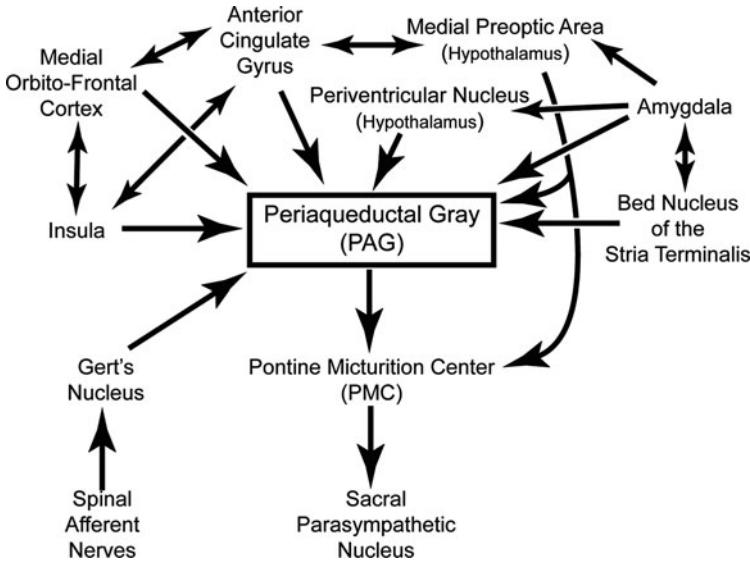 Anterior
Cingulate
Gyrus
Medial
Orbito-Frontal
Cortex
Medial Preoptic Area
(Hypothalamus)
Periventricular Nucleus
(Hypothalamus)
Amygdala
Insula
Periaqueductal Gray
(PAG)
Bed Nucleus
of the
Stria Terminalis
Gert's
Nucleus
Pontine Micturition Center
(PMC)
Spinal
Afferent
Nerves
Sacral
Parasympathetic
Nucleus